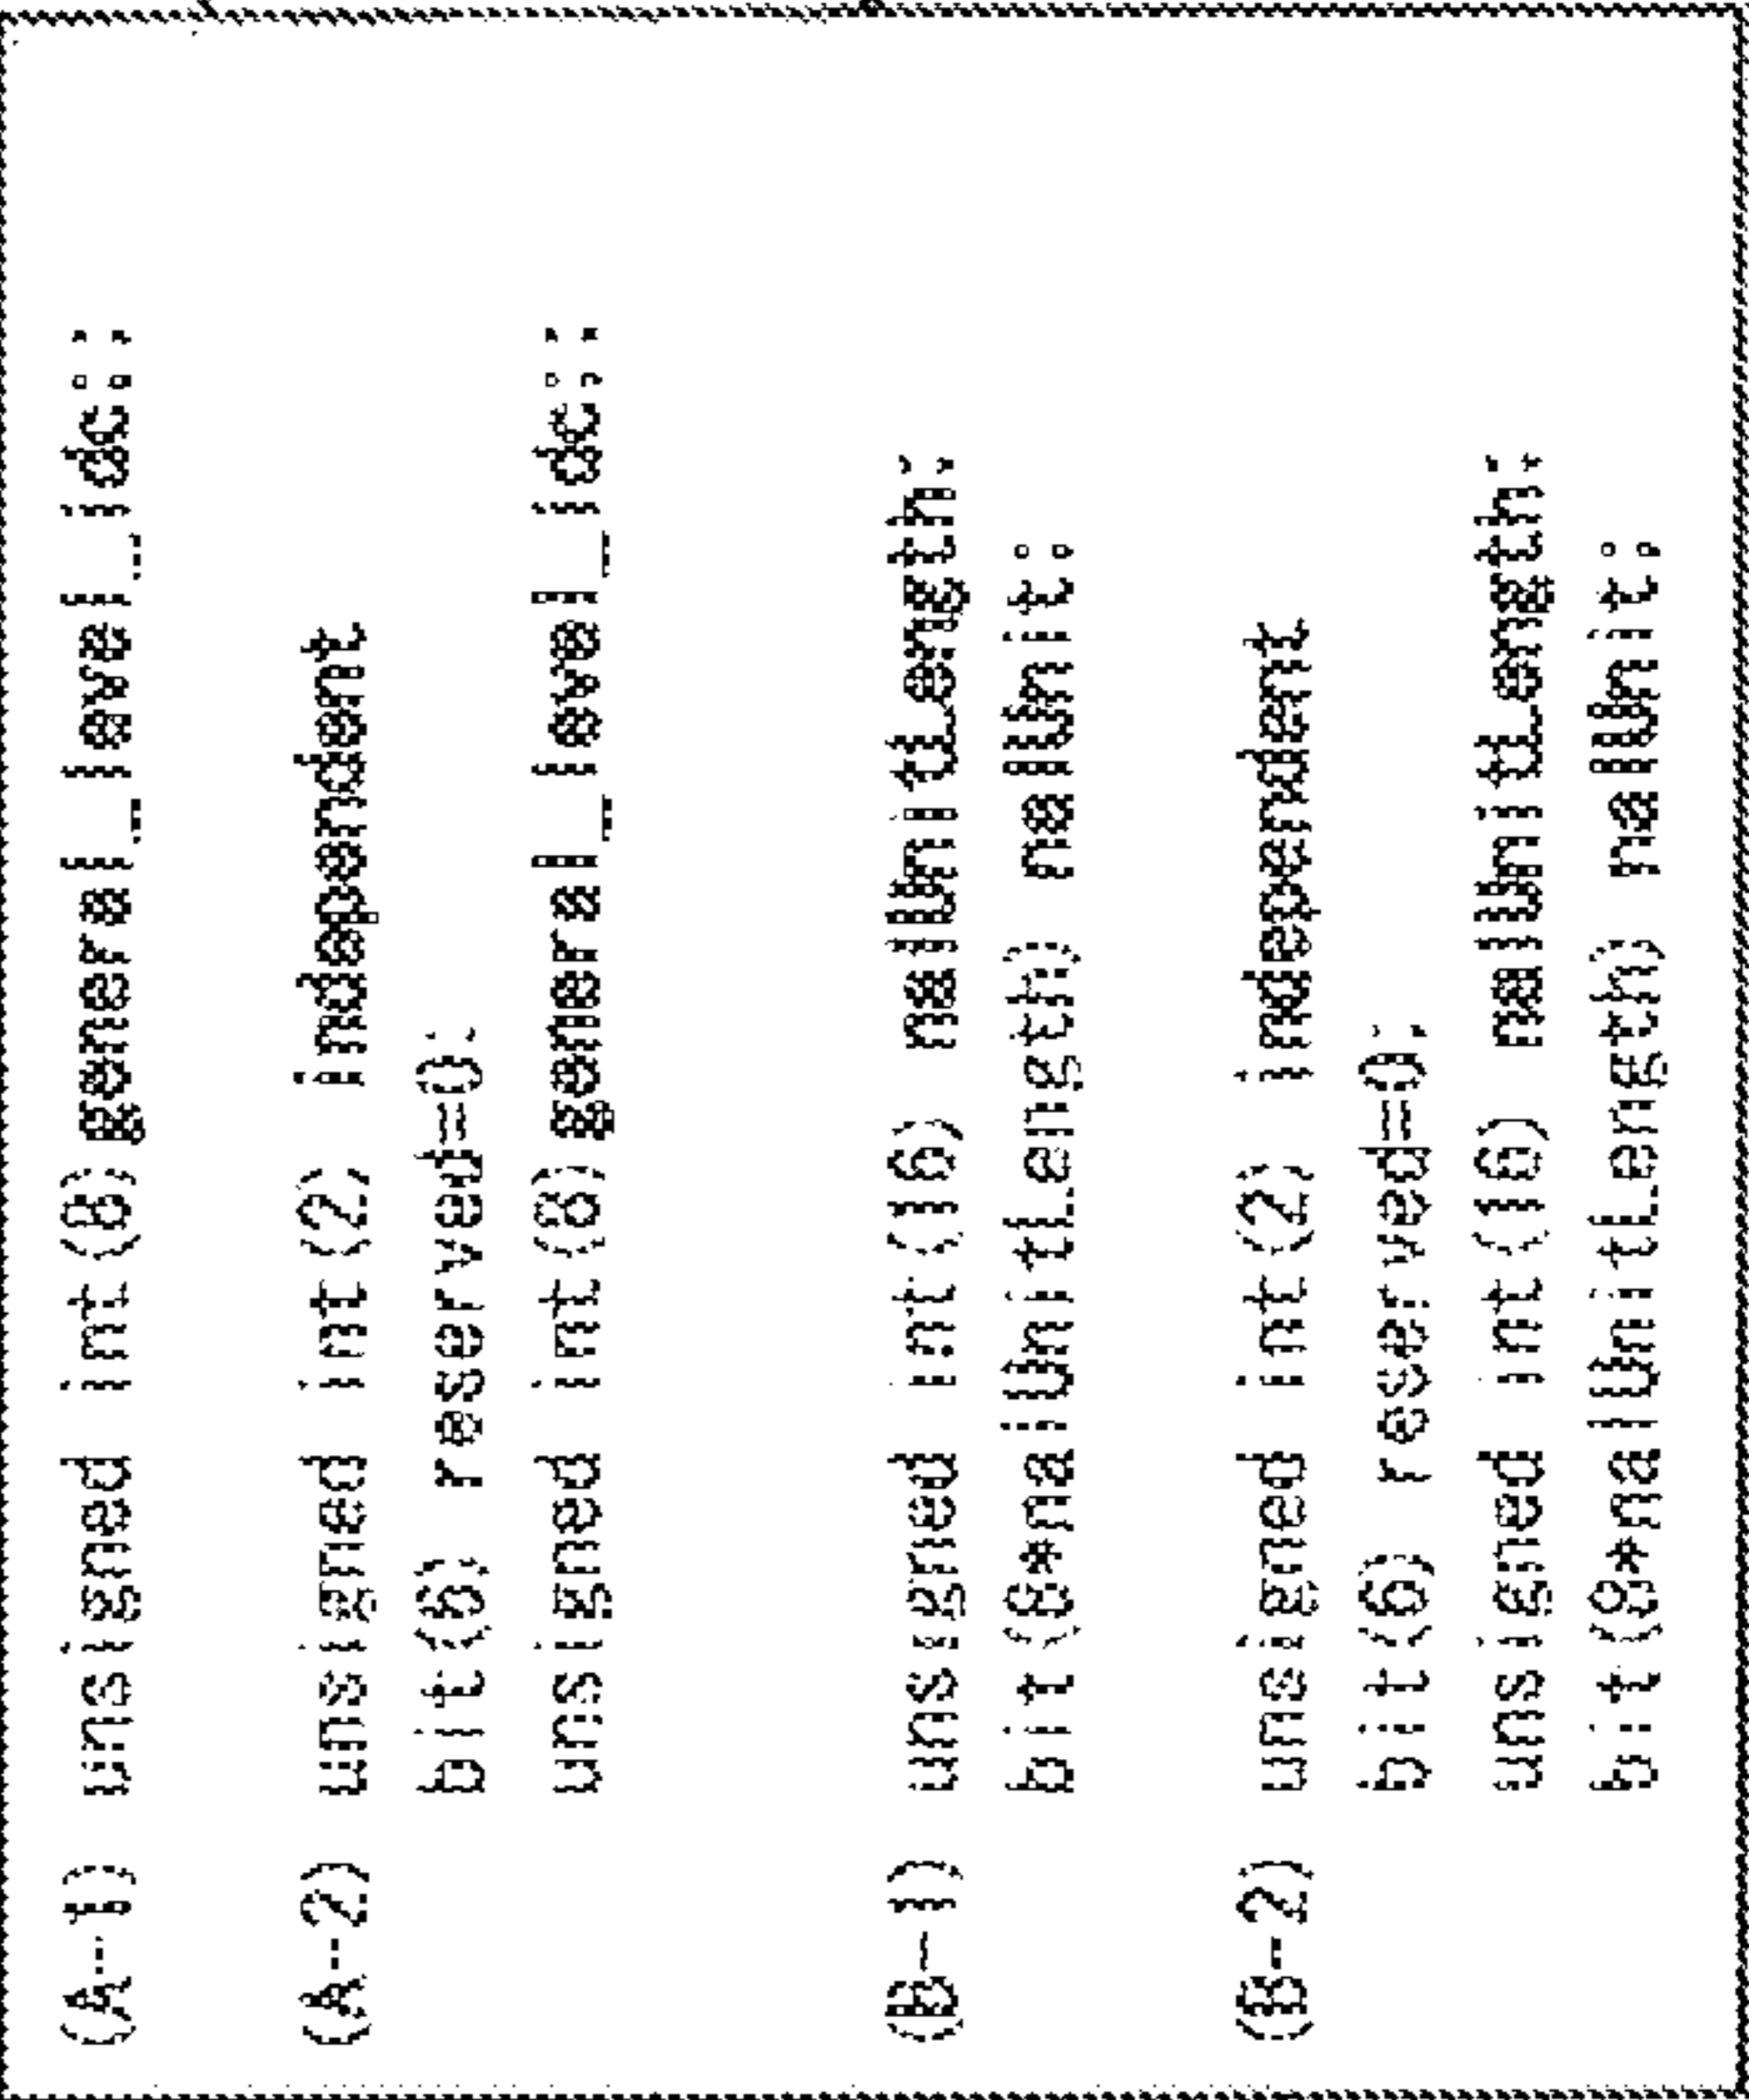 (A-1) unsigned int(8) general_level_idc;;
(A-2) unsigned int(2) independent
bit(6) reserved=0;
unsigned int(8) general_level_idc;;
(B-1) unsigned int(16) nalUnitLength;
bit(8*nalUnitLength) nalUnit;
(B-2) unsigned int(2) independent
bit(6) reserved=0;
unsigned int(16) nalUnitLength;
bit(8*nalUnitLength) nalUnit;